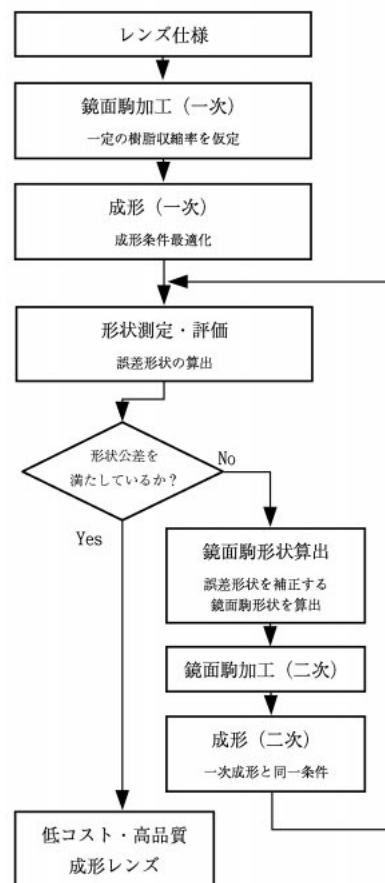 レンズ仕様
鏡面駒加工（一次）
一定の樹脂収縮率を仮定
成形（一次）
成形条件最適化
形状測定・評価
誤差形状の算出
形状公差を
満たしているか？
No
Yes
鏡面駒形状算出
誤差形状を補正する
鏡面駒形状を算出
鏡面駒加工（二次）
成形（二次）
一次成形と同一条件
低コスト・高品質
成形レンズ